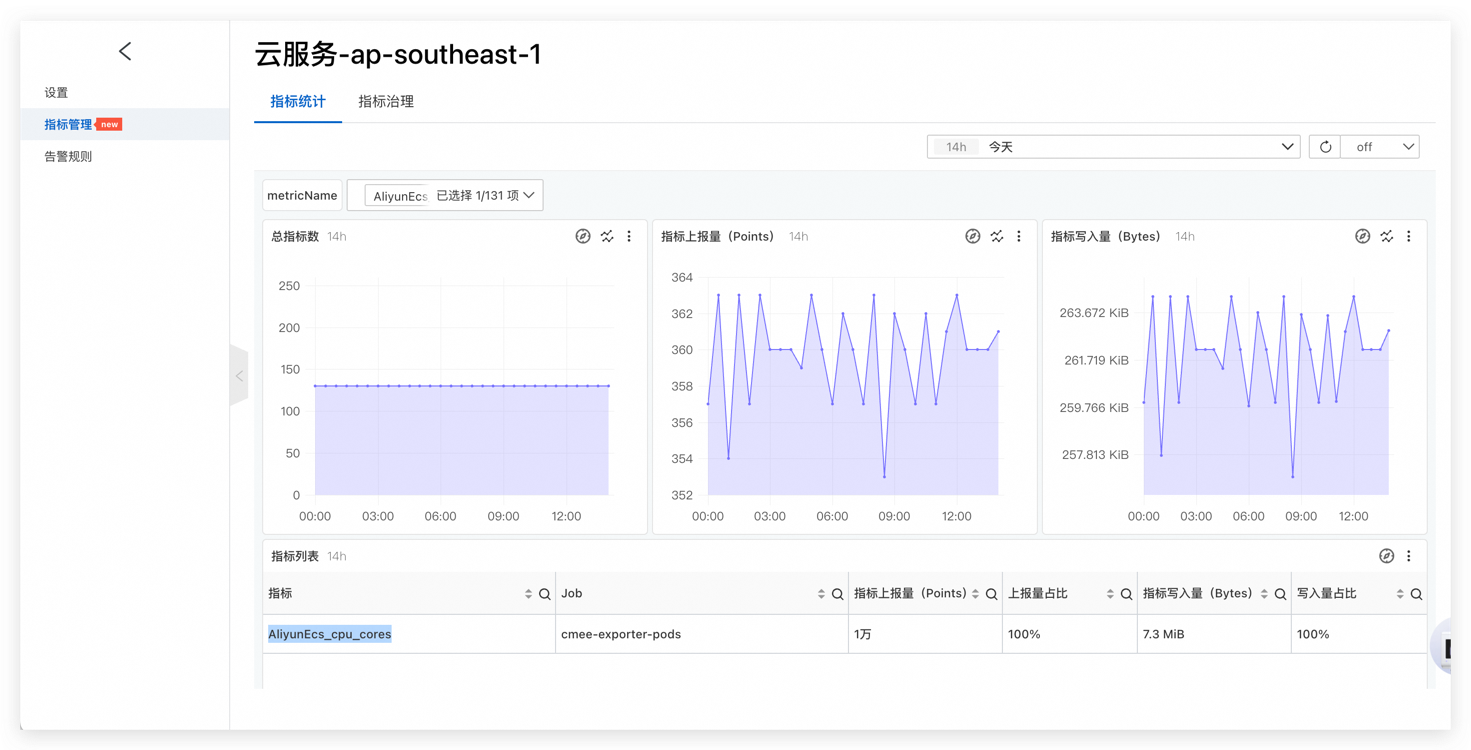 云服务-ap-southeast-1
设置
指标管理 new
告警规则
指标统计 指标治理
14h 今天 off
metricName AliyunEcs 已选择 1/131 项
总指标数 14h
250
200
150
100
50
0
00:00 03:00 06:00 09:00 12:00
指标上报量（Points） 14h
364
362
360
358
356
354
352
00:00 03:00 06:00 09:00 12:00
指标写入量（Bytes） 14h
263.672 KiB
261.719 KiB
259.766 KiB
257.813 KiB
00:00 03:00 06:00 09:00 12:00
指标列表 14h
指标 Job 指标上报量（Points） 上报量占比 指标写入量（Bytes） 写入量占比
AliyunEcs_cpu_cores cmee-exporter-pods 1万 100% 7.3 MiB 100%